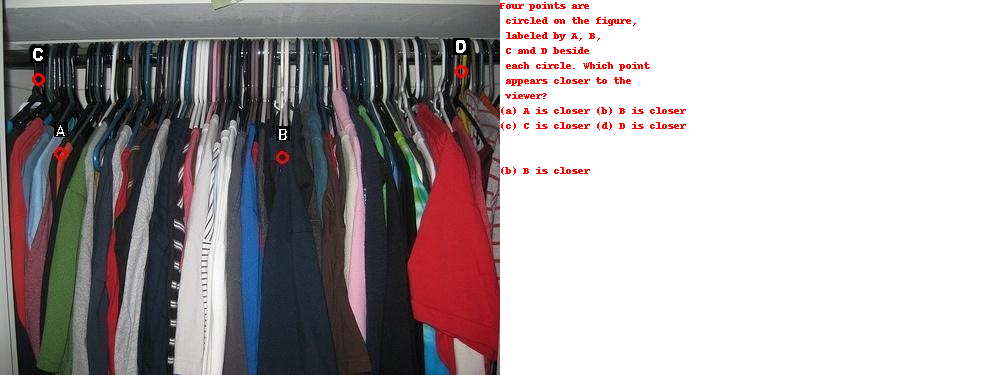 C
D
A
B
Four points are
circled on the figure,
labeled by A, B,
C and D beside
each circle. Which point
appears closer to the
viewer?
(a) A is closer (b) B is closer
(c) C is closer (d) D is closer
(b) B is closer